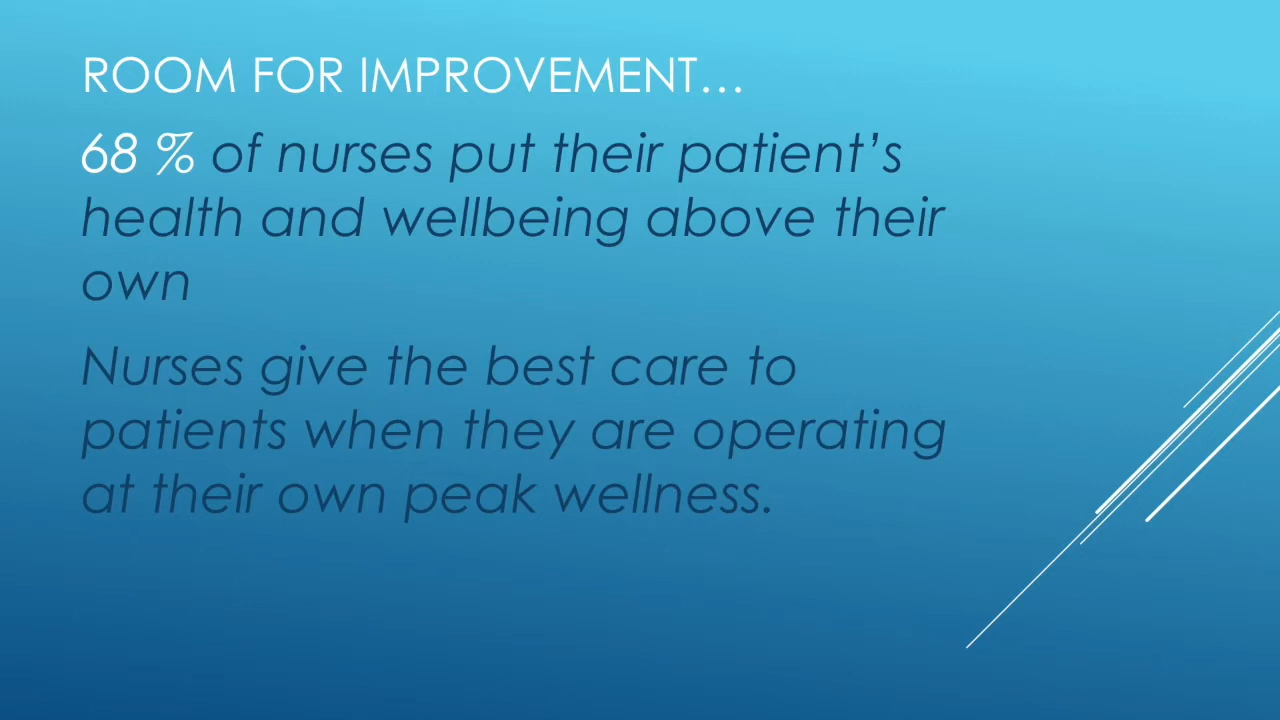 ROOM FOR IMPROVEMENT…
68 % of nurses put their patient’s
health and wellbeing above their
own
Nurses give the best care to
patients when they are operating
at their own peak wellness.